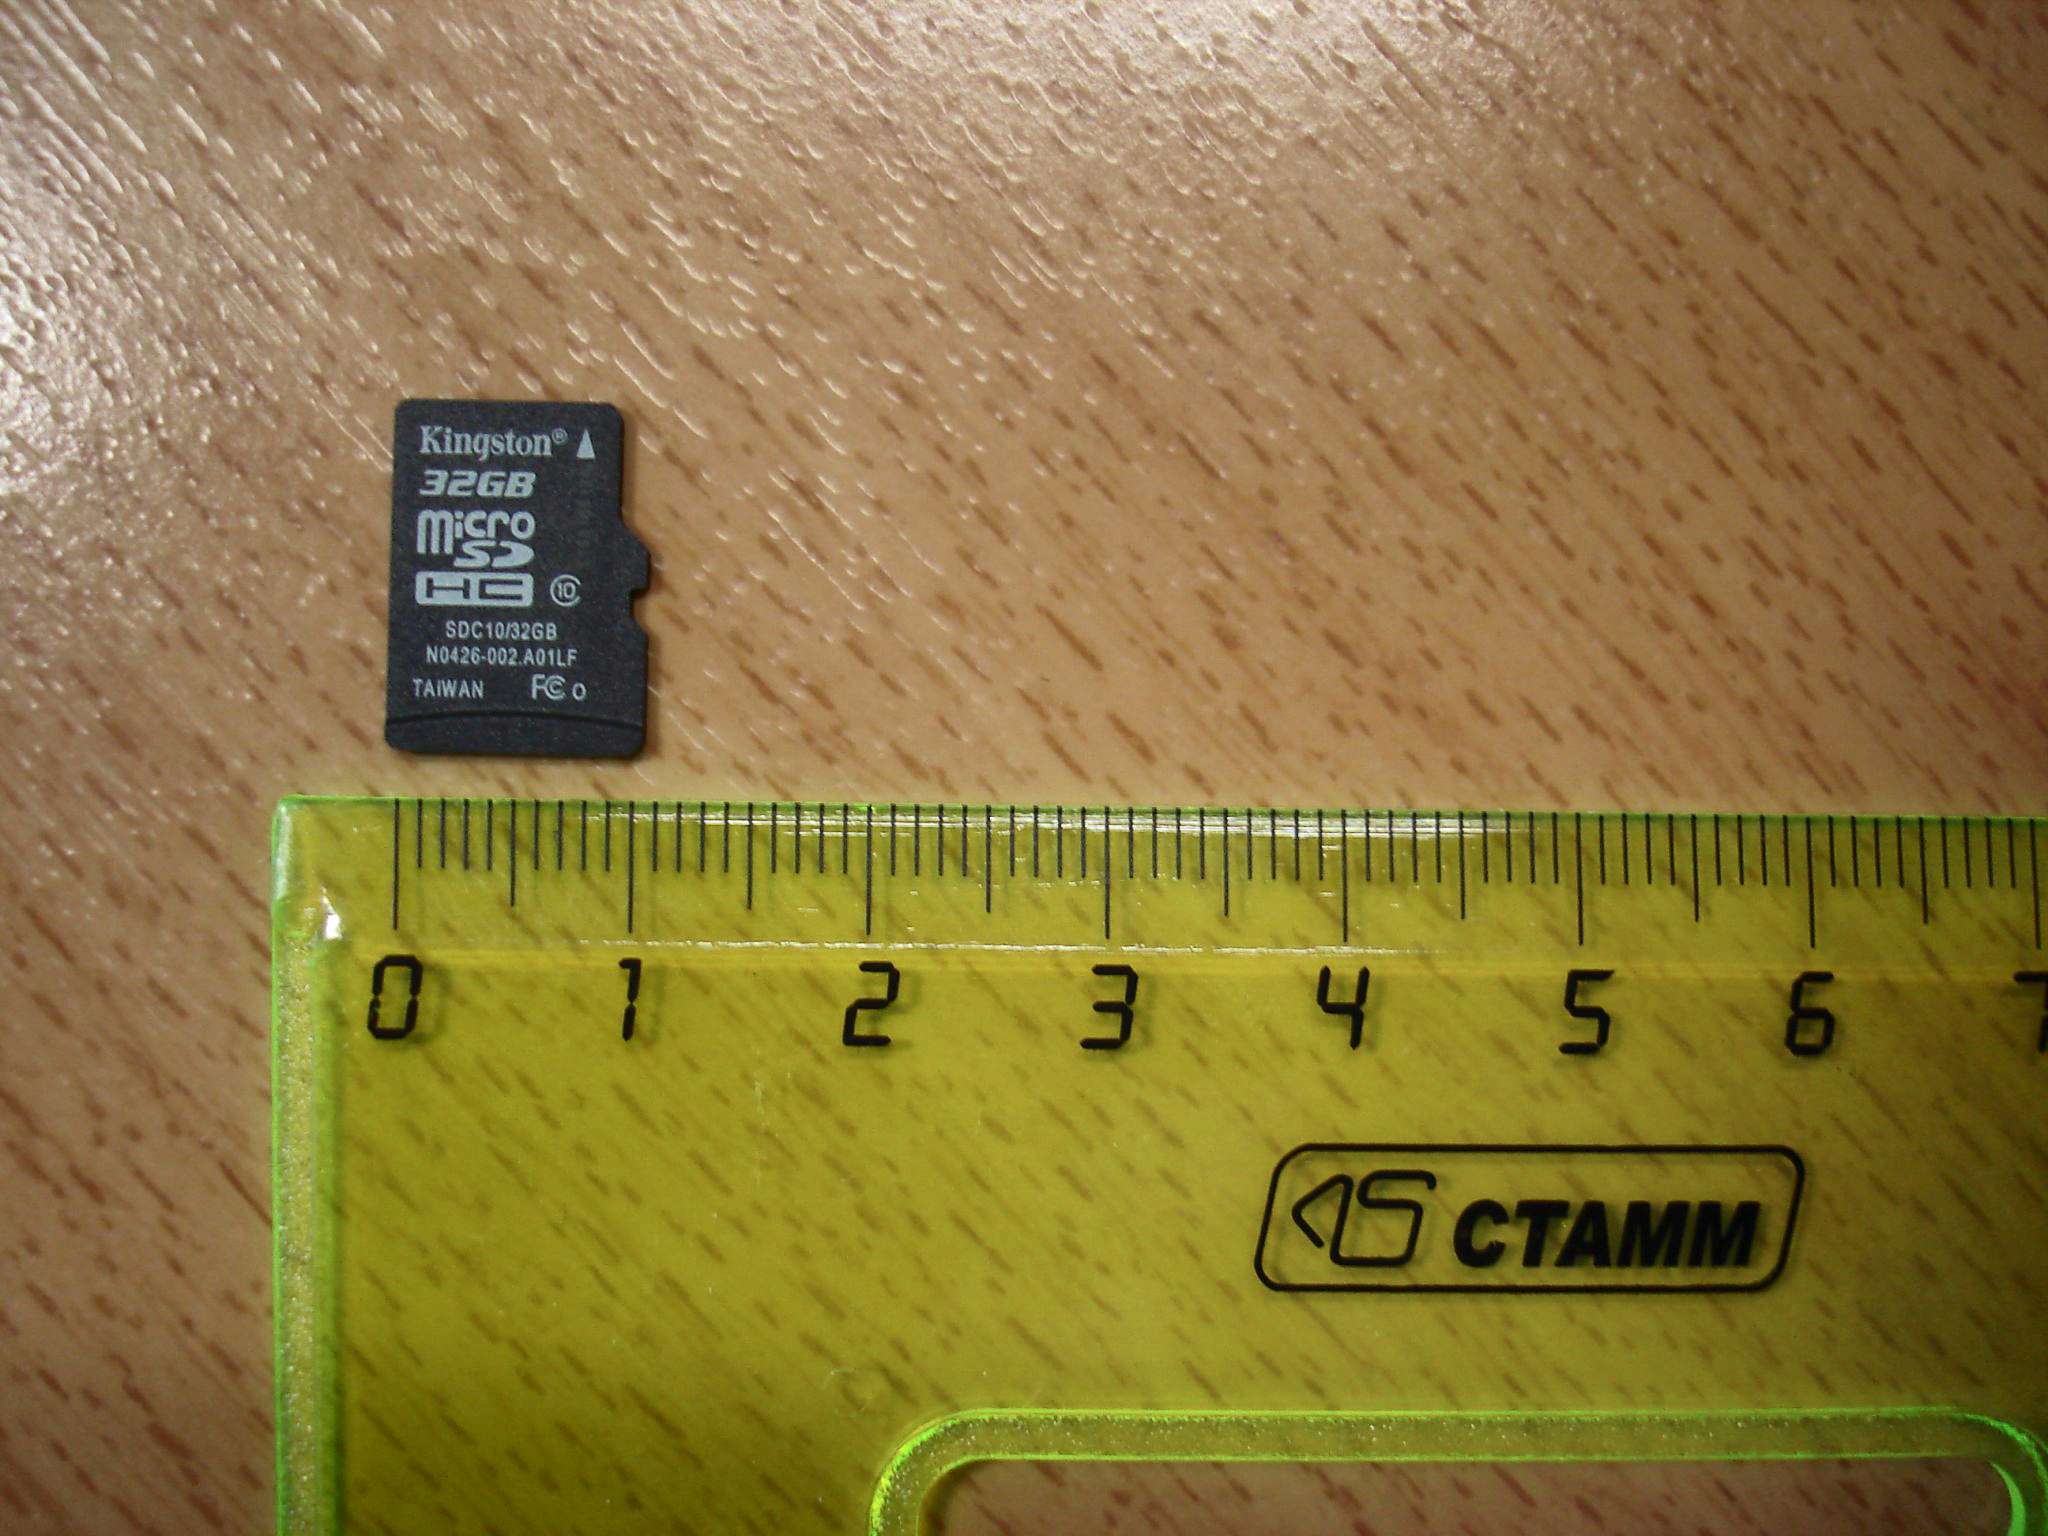 Kingston®
32GB
micro
SD
HC 10
SDC10/32GB
N0426-002.A01LF
TAIWAN FC O
0 1 2 3 4 5 6 7
СТАММ